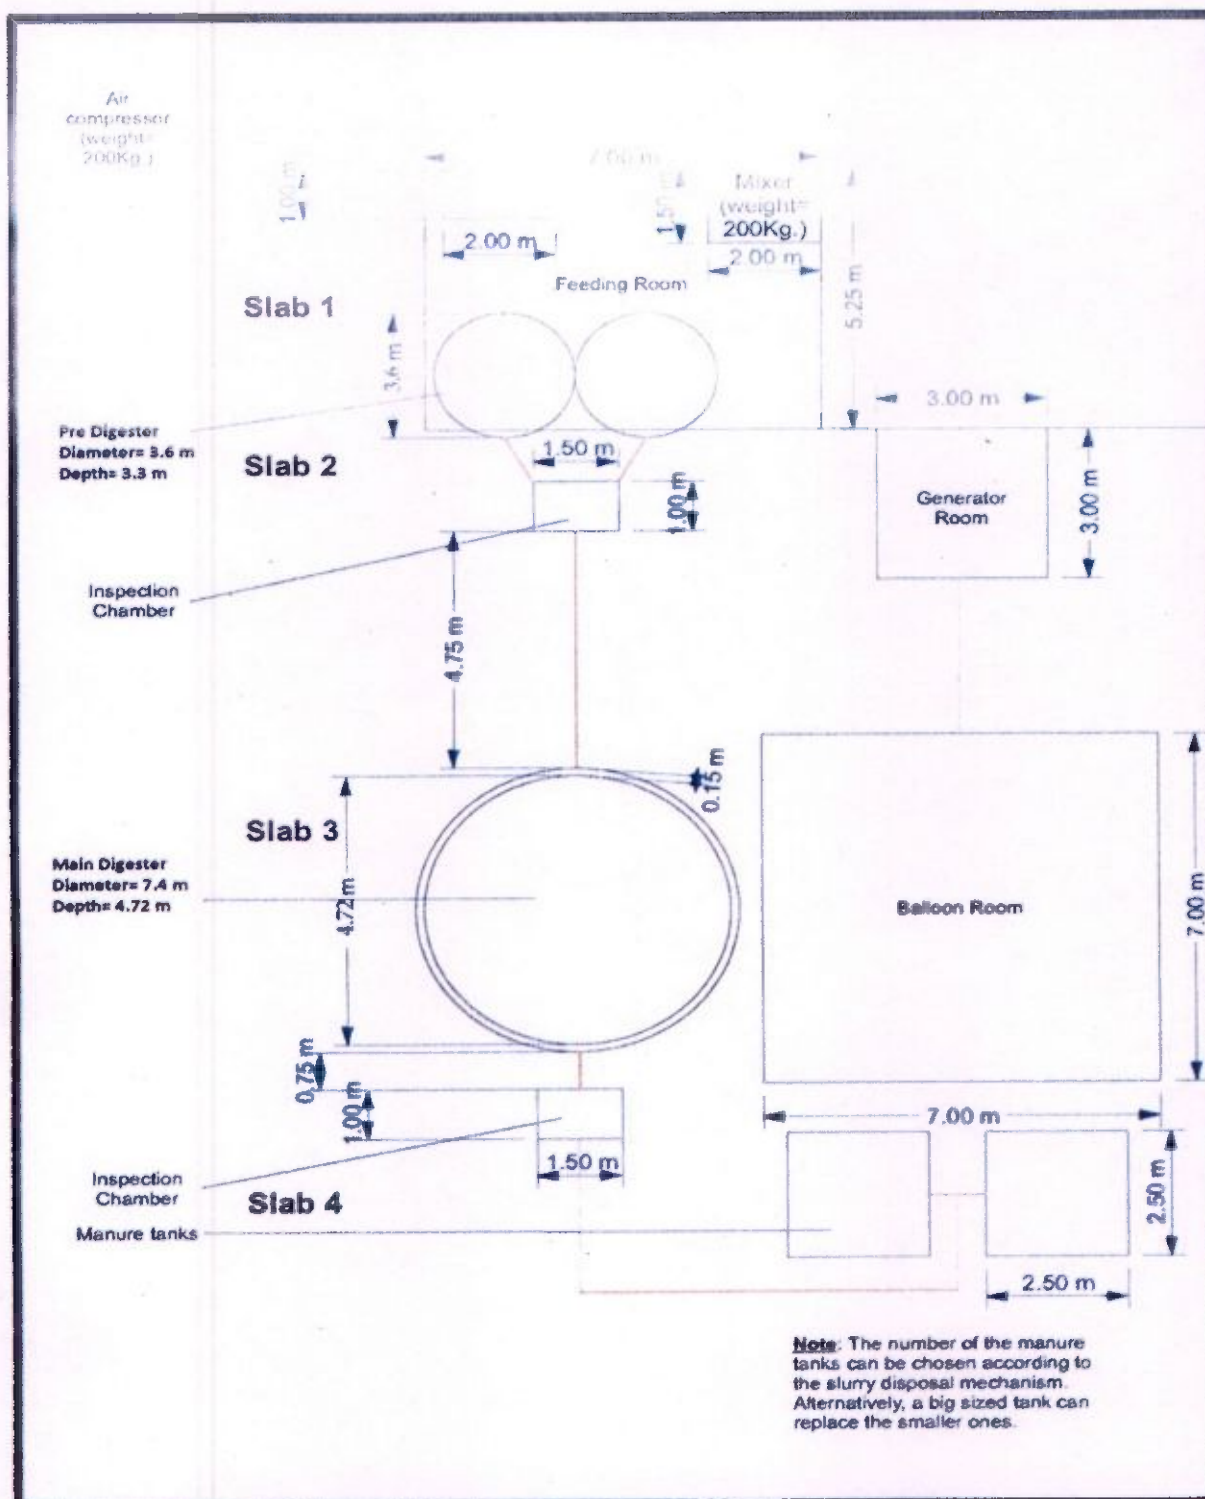 Air
compressor
(weight=
200Kg.)
7.00 m
1.00 m
1.50 m
Mixer
(weight=
200Kg.)
2.00 m
2.00 m
5.25 m
Feeding Room
Slab 1
3.6 m
3.00 m
Pre Digester
Diameter= 3.6 m
Depth= 3.3 m
Slab 2
1.50 m
1.00 m
Generator
Room
3.00 m
Inspection
Chamber
4.75 m
0.15 m
Slab 3
Main Digester
Diameter= 7.4 m
Depth= 4.72 m
4.72 m
Balloon Room
7.00 m
0.75 m
1.00 m
7.00 m
1.50 m
Inspection
Chamber
Slab 4
2.50 m
Manure tanks
2.50 m
Note: The number of the manure
tanks can be chosen according to
the slurry disposal mechanism.
Alternatively, a big sized tank can
replace the smaller ones.